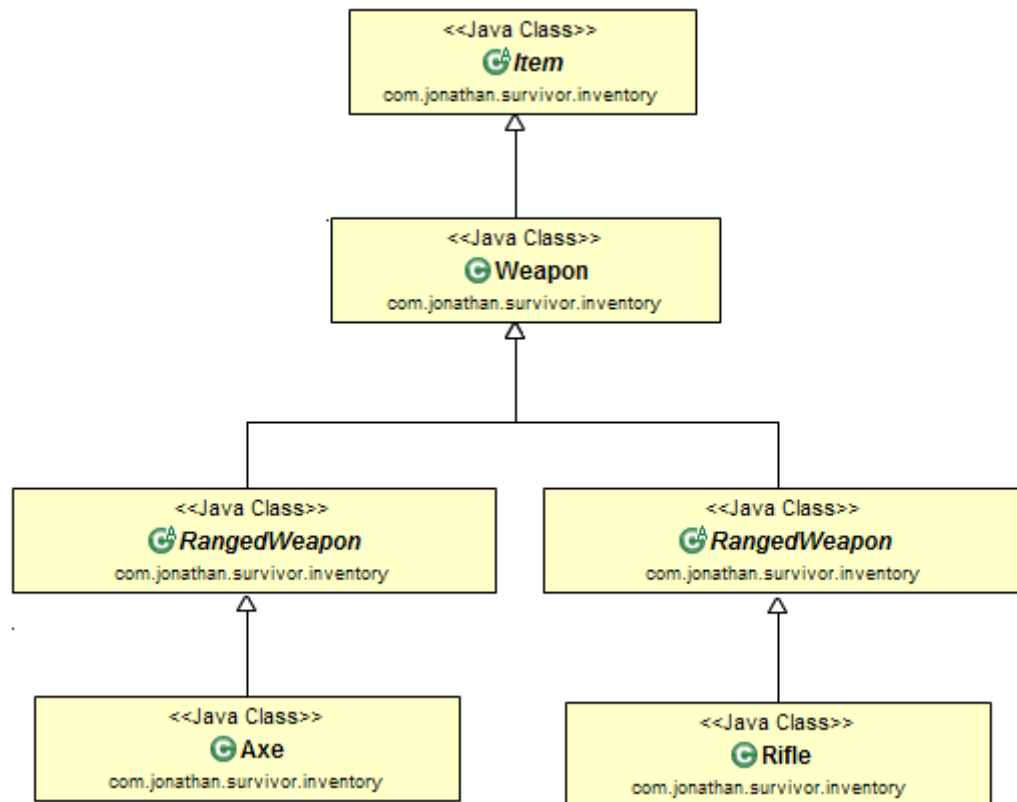 <<Java Class>>
Item
com.jonathan.survivor.inventory
<<Java Class>>
Weapon
com.jonathan.survivor.inventory
<<Java Class>>
RangedWeapon
com.jonathan.survivor.inventory
<<Java Class>>
RangedWeapon
com.jonathan.survivor.inventory
<<Java Class>>
Axe
com.jonathan.survivor.inventory
<<Java Class>>
Rifle
com.jonathan.survivor.inventory